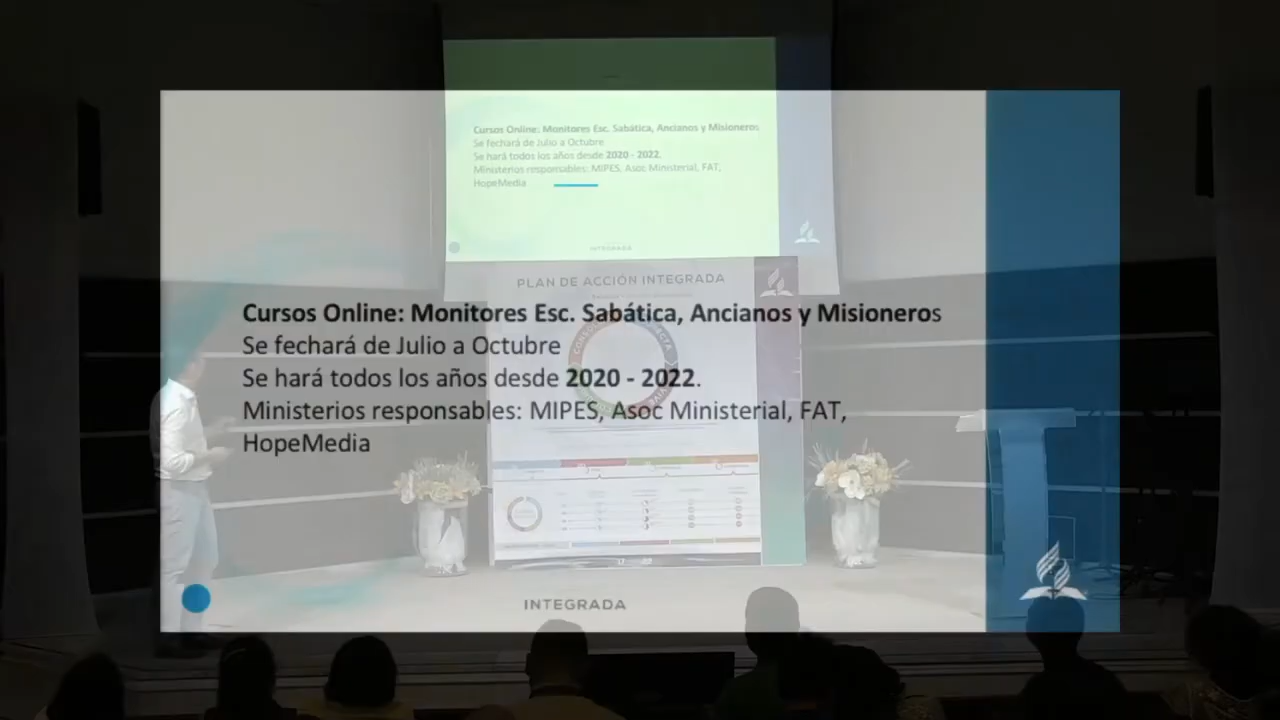 Cursos Online: Monitores Esc. Sabática, Ancianos y Misioneros
Se fechará de Julio a Octubre
Se hará todos los años desde 2020 - 2022.
Ministerios responsables: MIPES, Asoc Ministerial, FAT,
HopeMedia
PLAN DE ACCIÓN INTEGRADA
Cursos Online: Monitores Esc. Sabática, Ancianos y Misioneros
Se fechará de Julio a Octubre
Se hará todos los años desde 2020 - 2022.
Ministerios responsables: MIPES, Asoc Ministerial, FAT,
HopeMedia
INTEGRADA
INTEGRADA